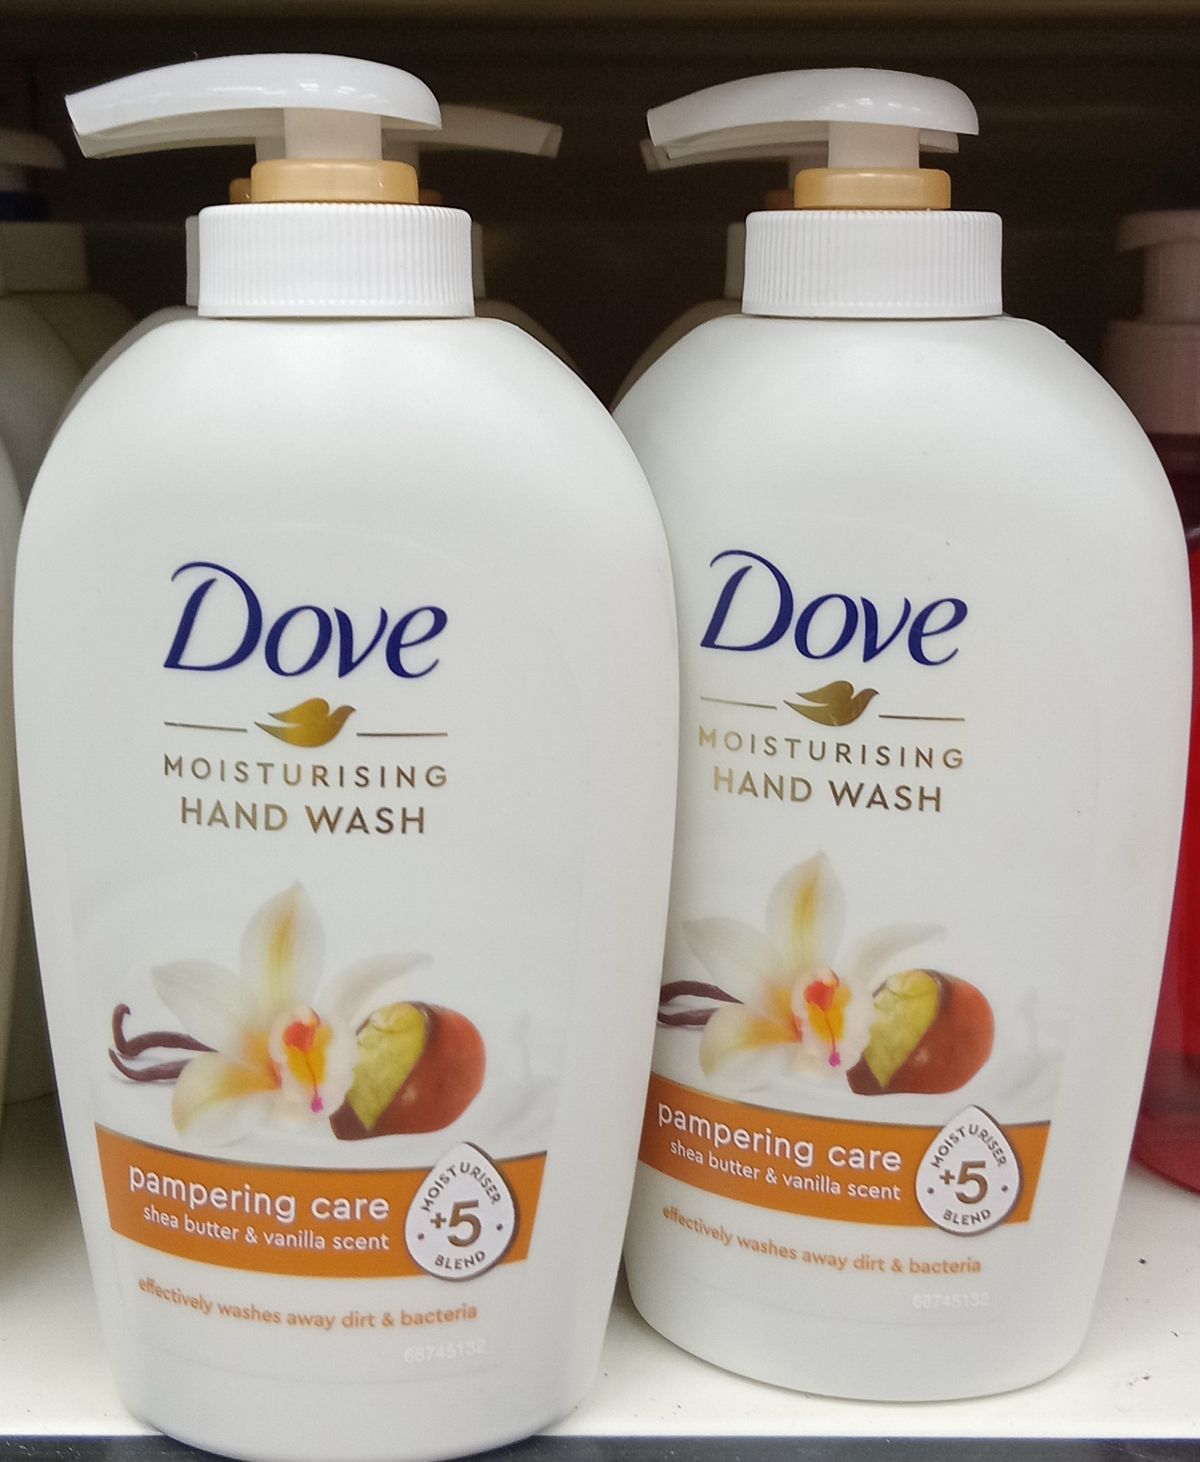 Dove
MOISTURISING
HAND WASH
pampering care
shea butter & vanilla scent
MOISTURISER
+5
BLEND
effectively washes away dirt & bacteria
68745132
Dove
MOISTURISING
HAND WASH
pampering care
shea butter & vanilla scent
MOISTURISER
+5
BLEND
effectively washes away dirt & bacteria
68745132